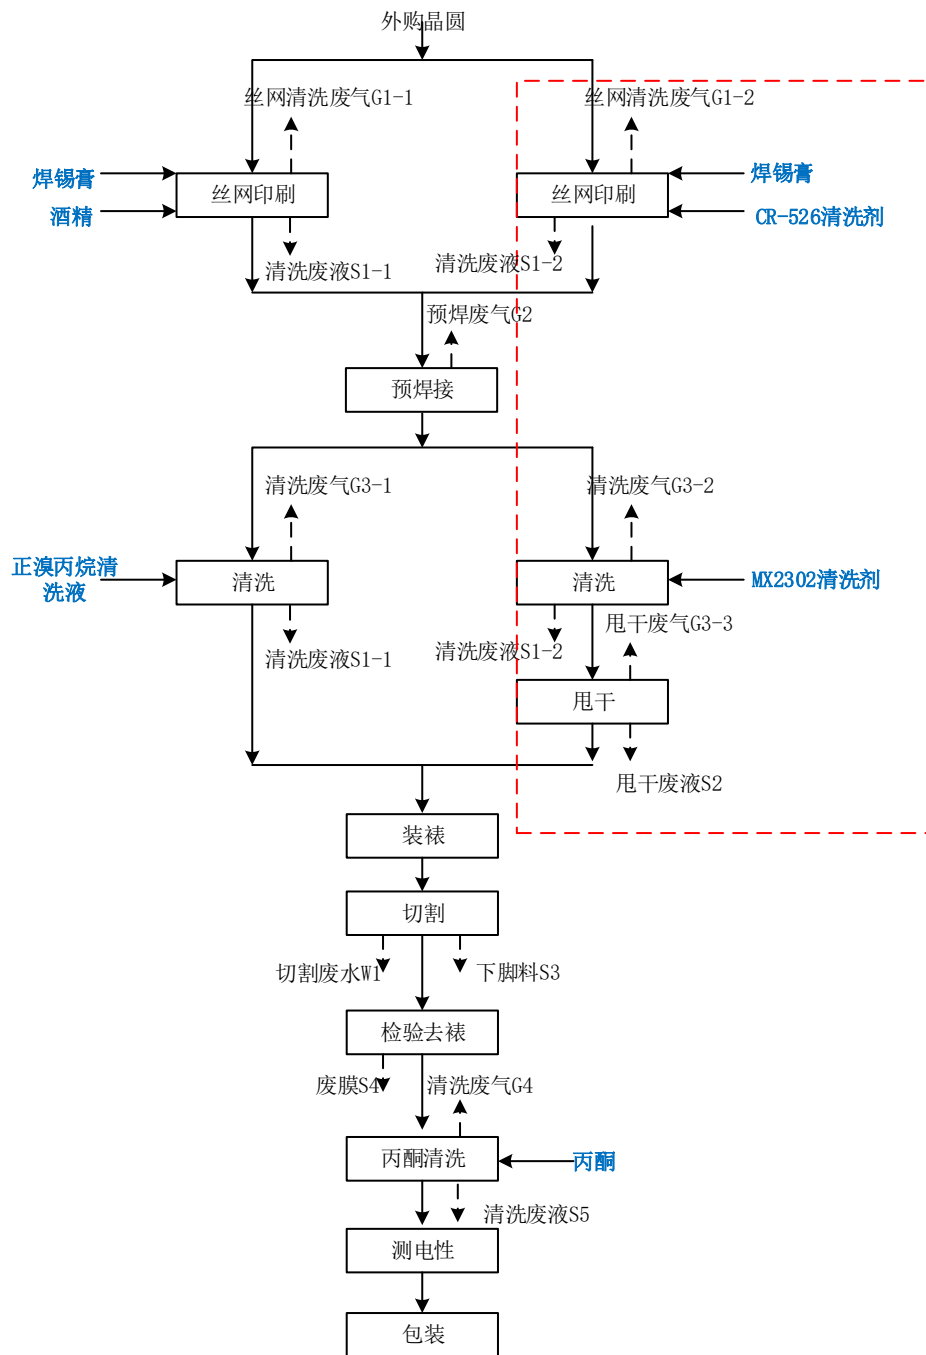 外购晶圆
丝网清洗废气G1-1
丝网清洗废气G1-2
焊锡膏
丝网印刷
丝网印刷
焊锡膏
酒精
CR-526清洗剂
清洗废液S1-1
清洗废液S1-2
预焊废气G2
预焊接
清洗废气G3-1
清洗废气G3-2
正溴丙烷清
洗液
清洗
清洗
MX2302清洗剂
清洗废液S1-1
清洗废液S1-2
甩干废气G3-3
甩干
甩干废液S2
装裱
切割
切割废水W1
下脚料S3
检验去裱
废膜S4
清洗废气G4
丙酮清洗
丙酮
清洗废液S5
测电性
包装